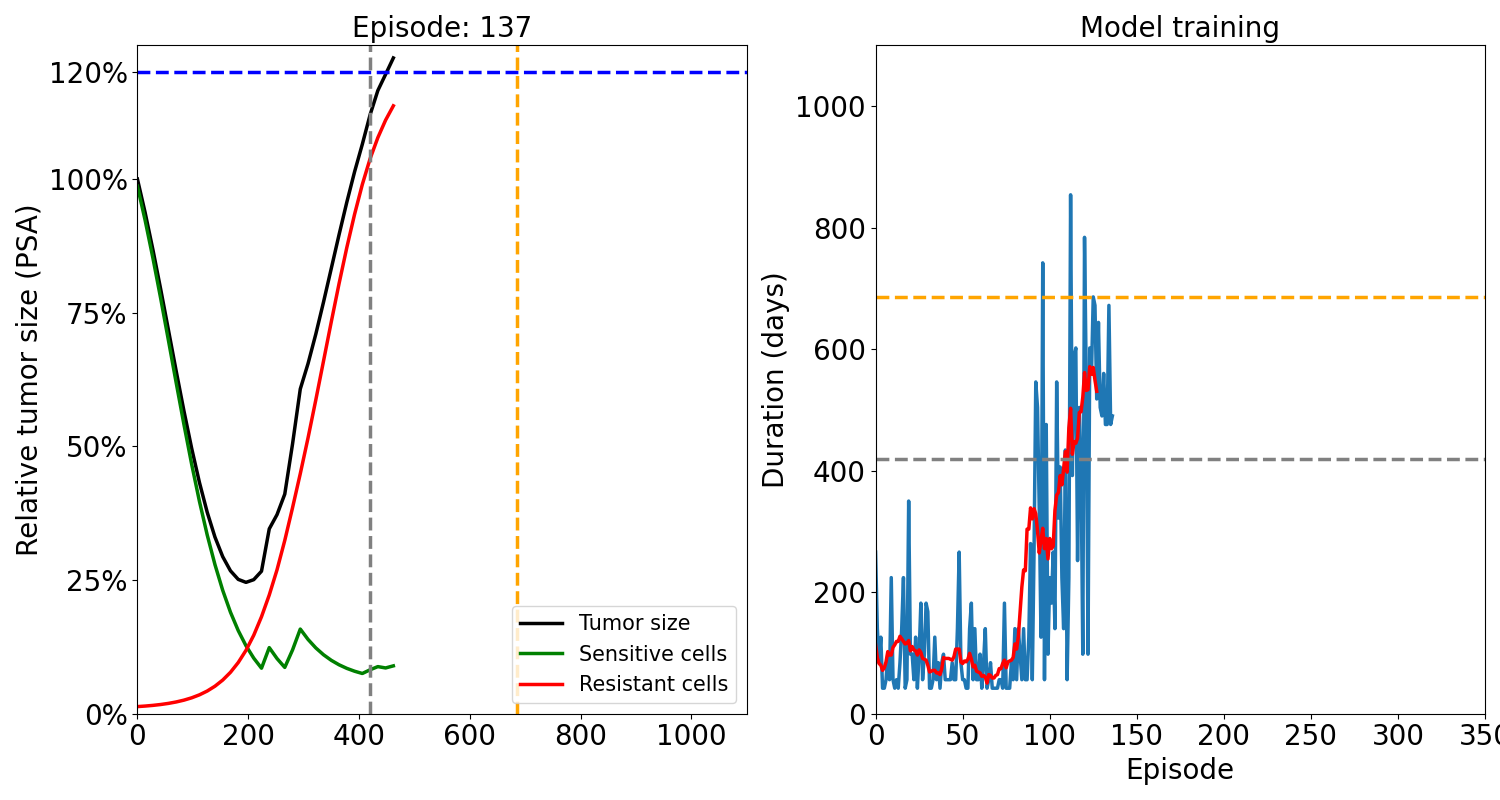 Episode: 137
Relative tumor size (PSA)
120%
100%
75%
50%
25%
0%
0 200 400 600 800 1000
Tumor size
Sensitive cells
Resistant cells
Model training
Duration (days)
1000
800
600
400
200
0
0 50 100 150 200 250 300 350
Episode